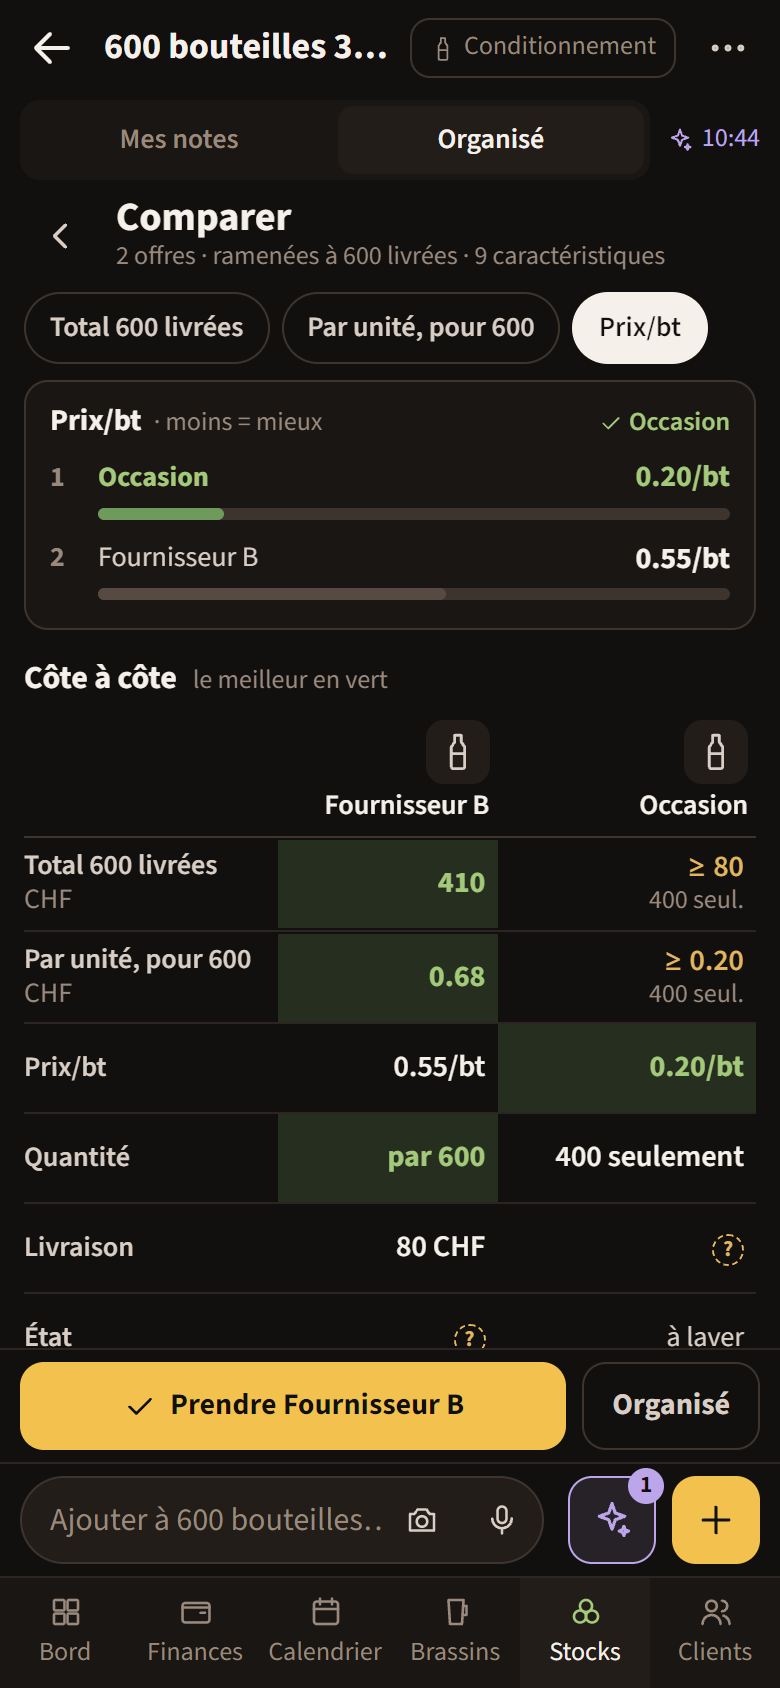 600 bouteilles 3...
Conditionnement
Mes notes
Organisé
10:44
Comparer
2 offres · ramenées à 600 livrées · 9 caractéristiques
Total 600 livrées
Par unité, pour 600
Prix/bt
Prix/bt · moins = mieux
Occasion
1 Occasion 0.20/bt
2 Fournisseur B 0.55/bt
Côte à côte le meilleur en vert
Fournisseur B Occasion
Total 600 livrées 410 ≥ 80
CHF 400 seul.
Par unité, pour 600 0.68 ≥ 0.20
CHF 400 seul.
Prix/bt 0.55/bt 0.20/bt
Quantité par 600 400 seulement
Livraison 80 CHF ?
État ? à laver
Prendre Fournisseur B
Organisé
Ajouter à 600 bouteilles..
1
Bord Finances Calendrier Brassins Stocks Clients